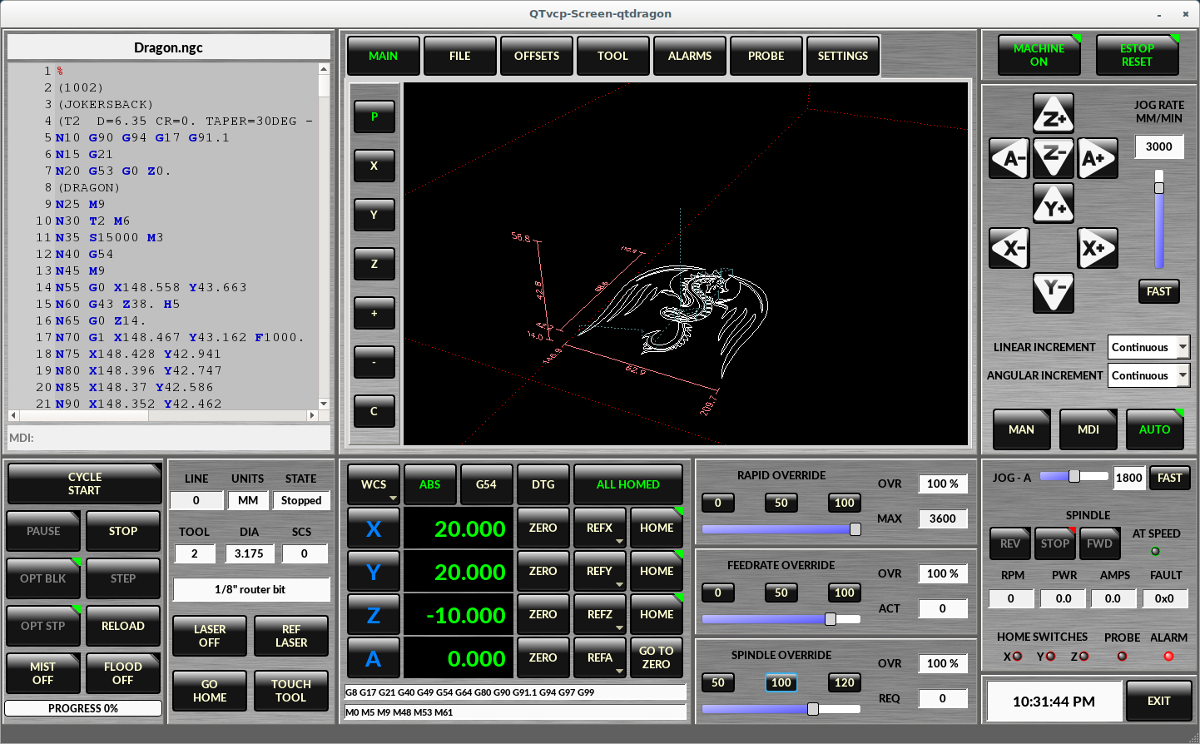 QTvcp-Screen-qtdragon
Dragon.ngc
1 %
2 (1002)
3 (JOKERSBACK)
4 (T2 D=6.35 CR=0. TAPER=30DEG -
5 N10 G90 G94 G17 G91.1
6 N15 G21
7 N20 G53 G0 Z0.
8 (DRAGON)
9 N25 M9
10 N30 T2 M6
11 N35 S15000 M3
12 N40 G54
13 N45 M9
14 N55 G0 X148.558 Y43.663
15 N60 G43 Z38. H5
16 N65 G0 Z14.
17 N70 G1 X148.467 Y43.162 F1000.
18 N75 X148.428 Y42.941
19 N80 X148.396 Y42.747
20 N85 X148.37 Y42.586
21 N90 X148.352 Y42.462
MDI:
MAIN FILE OFFSETS TOOL ALARMS PROBE SETTINGS
P
X
Y
Z
+
-
C
56.8
42.8
14.0
98.6
146.9
62.9
209.7
MACHINE ON
ESTOP RESET
JOG RATE
MM/MIN
3000
Z+
A- Z- A+
Y+
X- X+
Y-
FAST
LINEAR INCREMENT Continuous
ANGULAR INCREMENT Continuous
MAN MDI AUTO
CYCLE START
PAUSE STOP
OPT BLK STEP
OPT STP RELOAD
MIST OFF
FLOOD OFF
PROGRESS 0%
LINE UNITS STATE
0 MM Stopped
TOOL DIA SCS
2 3.175 0
1/8" router bit
LASER OFF
REF LASER
GO HOME
TOUCH TOOL
WCS ABS G54 DTG ALL HOMED
X 20.000 ZERO REFX HOME
Y 20.000 ZERO REFY HOME
Z -10.000 ZERO REFZ HOME
A 0.000 ZERO REFA GO TO ZERO
G8 G17 G21 G40 G49 G54 G64 G80 G90 G91.1 G94 G97 G99
M0 M5 M9 M48 M53 M61
RAPID OVERRIDE OVR 100 %
0 50 100
MAX 3600
FEEDRATE OVERRIDE OVR 100 %
0 50 100
ACT 0
SPINDLE OVERRIDE OVR 100 %
50 100 120
REQ 0
JOG - A 1800 FAST
SPINDLE
REV STOP FWD AT SPEED
RPM PWR AMPS FAULT
0 0.0 0.0 0x0
HOME SWITCHES PROBE ALARM
X Y Z
10:31:44 PM EXIT